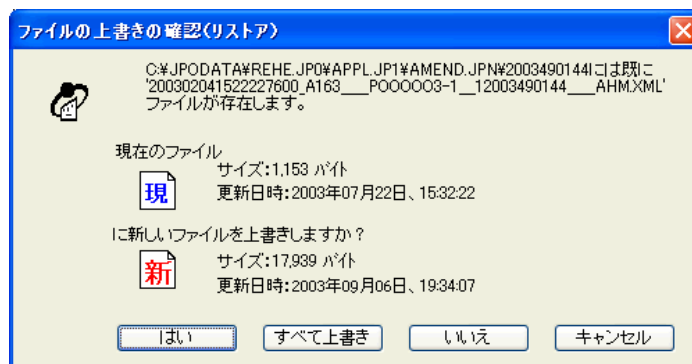 ファイルの上書きの確認(リストア)
C:¥JPODATA¥REHE.JP0¥APPL.JP1¥AMEND.JPN¥2003490144には既に
'200302041522227600_A163___P000003-1__12003490144___AHM.XML'
ファイルが存在します。
現在のファイル
サイズ:1,153 バイト
現
更新日時:2003年07月22日、15:32:22
に新しいファイルを上書きしますか？
サイズ:17,939 バイト
新
更新日時:2003年09月06日、19:34:07
はい
すべて上書き
いいえ
キャンセル